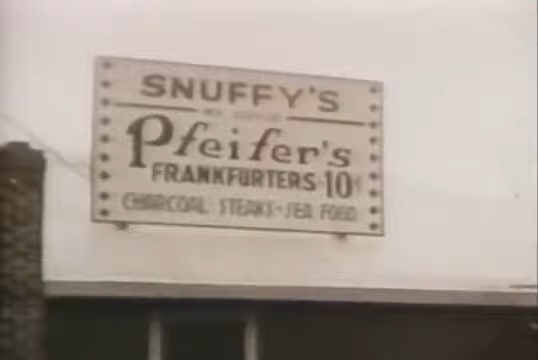 SNUFFY'S
Pfeifer's
FRANKFURTERS 10¢
CHARCOAL STEAKS - SEA FOOD